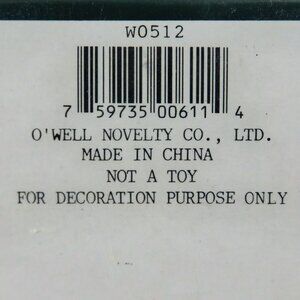 W0512
7 59735 00611 4
O'WELL NOVELTY CO., LTD.
MADE IN CHINA
NOT A TOY
FOR DECORATION PURPOSE ONLY